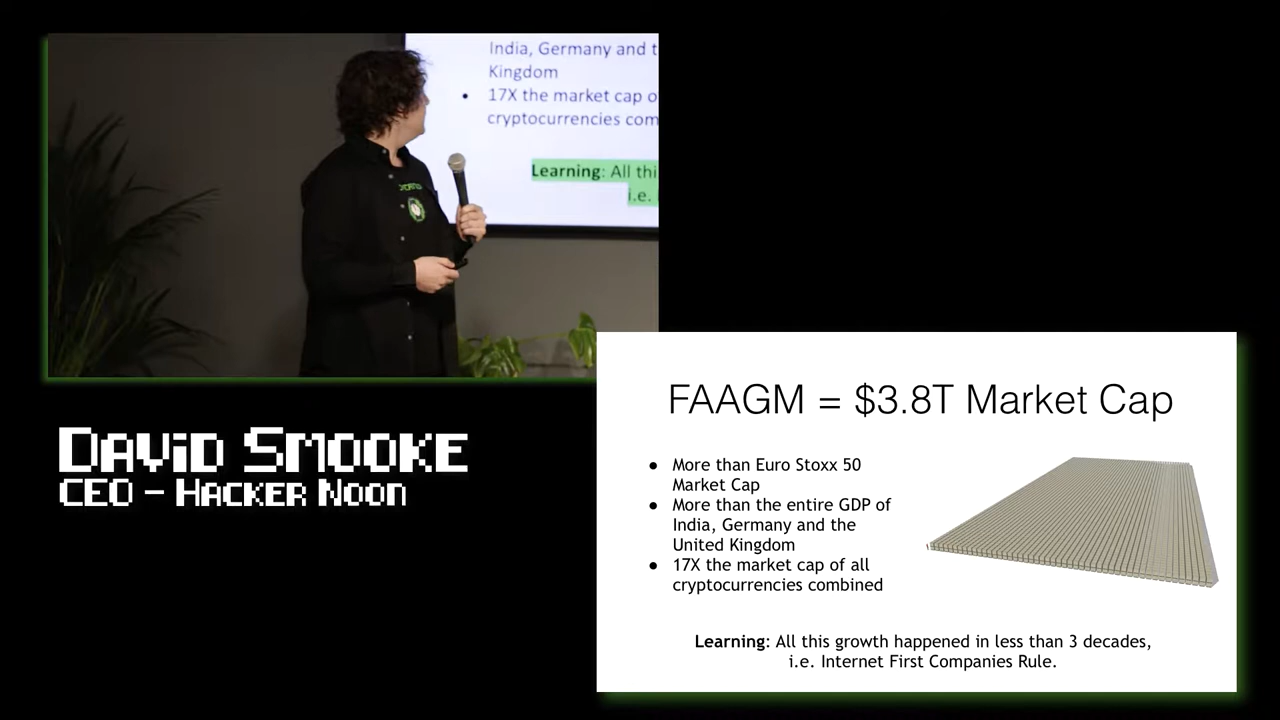 India, Germany and t
Kingdom
• 17X the market cap o
cryptocurrencies com
Learning: All thi
i.e.
David Smooke
CEO – Hacker Noon
FAAGM = $3.8T Market Cap
● More than Euro Stoxx 50
Market Cap
● More than the entire GDP of
India, Germany and the
United Kingdom
● 17X the market cap of all
cryptocurrencies combined
Learning: All this growth happened in less than 3 decades,
i.e. Internet First Companies Rule.